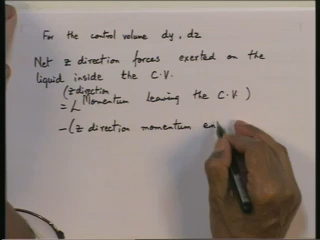 For the control volume dy . dz
Net z direction forces exerted on the
liquid inside the C.V.
(z direction
= Momentum leaving the C.V.)
- (z direction momentum en